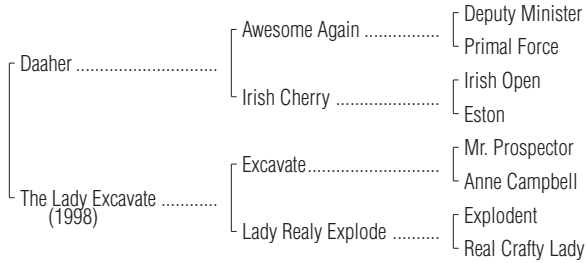 Deputy Minister
Awesome Again ................
Primal Force
Daaher ..............................
Irish Open
Irish Cherry ......................
Eston
Mr. Prospector
Excavate.........................
Anne Campbell
The Lady Excavate ............
(1998)
Explodent
Lady Realy Explode ..........
Real Crafty Lady